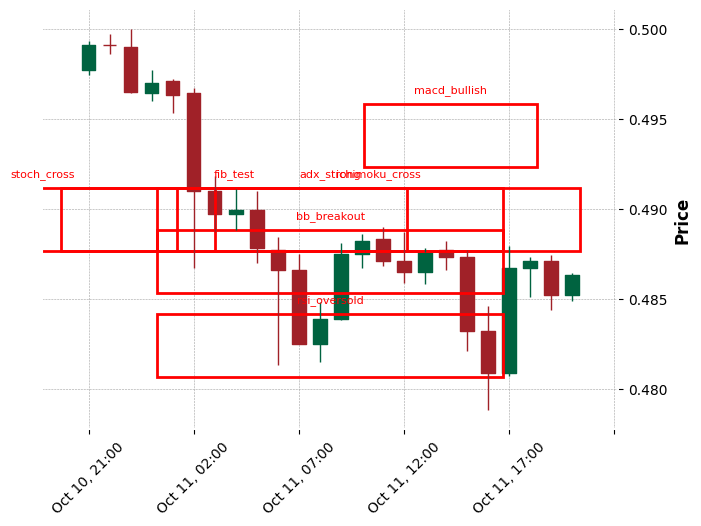 0.500
macd_bullish
0.495
stoch_cross
fib_test
adx_strong
ichimoku_cross
0.490
bb_breakout
Price
0.485
rsi_oversold
0.480
Oct 10, 21:00
Oct 11, 02:00
Oct 11, 07:00
Oct 11, 12:00
Oct 11, 17:00